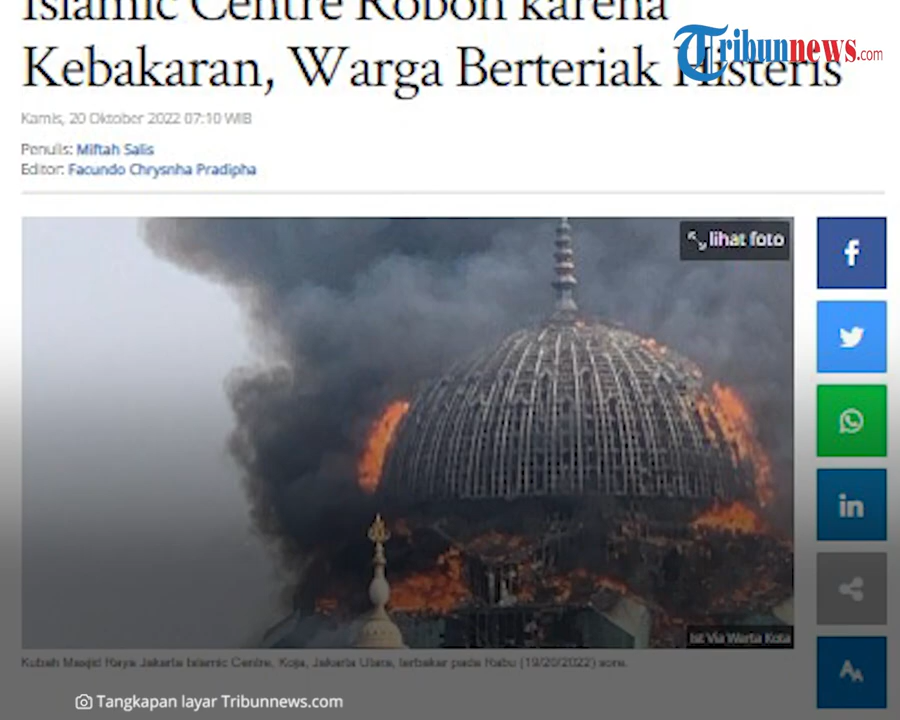 Islamic Centre Roboh karena
Kebakaran, Warga Berteriak Histeris
Tribunnews.com
Kamis, 20 Oktober 2022 07:10 WIB
Penulis: Miftah Salis
Editor: Facundo Chrysnha Pradipha
lihat foto
f
in
Ist Via Warta Kota
AA
Kubah Masjid Raya Jakarta Islamic Centre, Koja, Jakarta Utara, terbakar pada Rabu (19/20/2022) sore.
Tangkapan layar Tribunnews.com